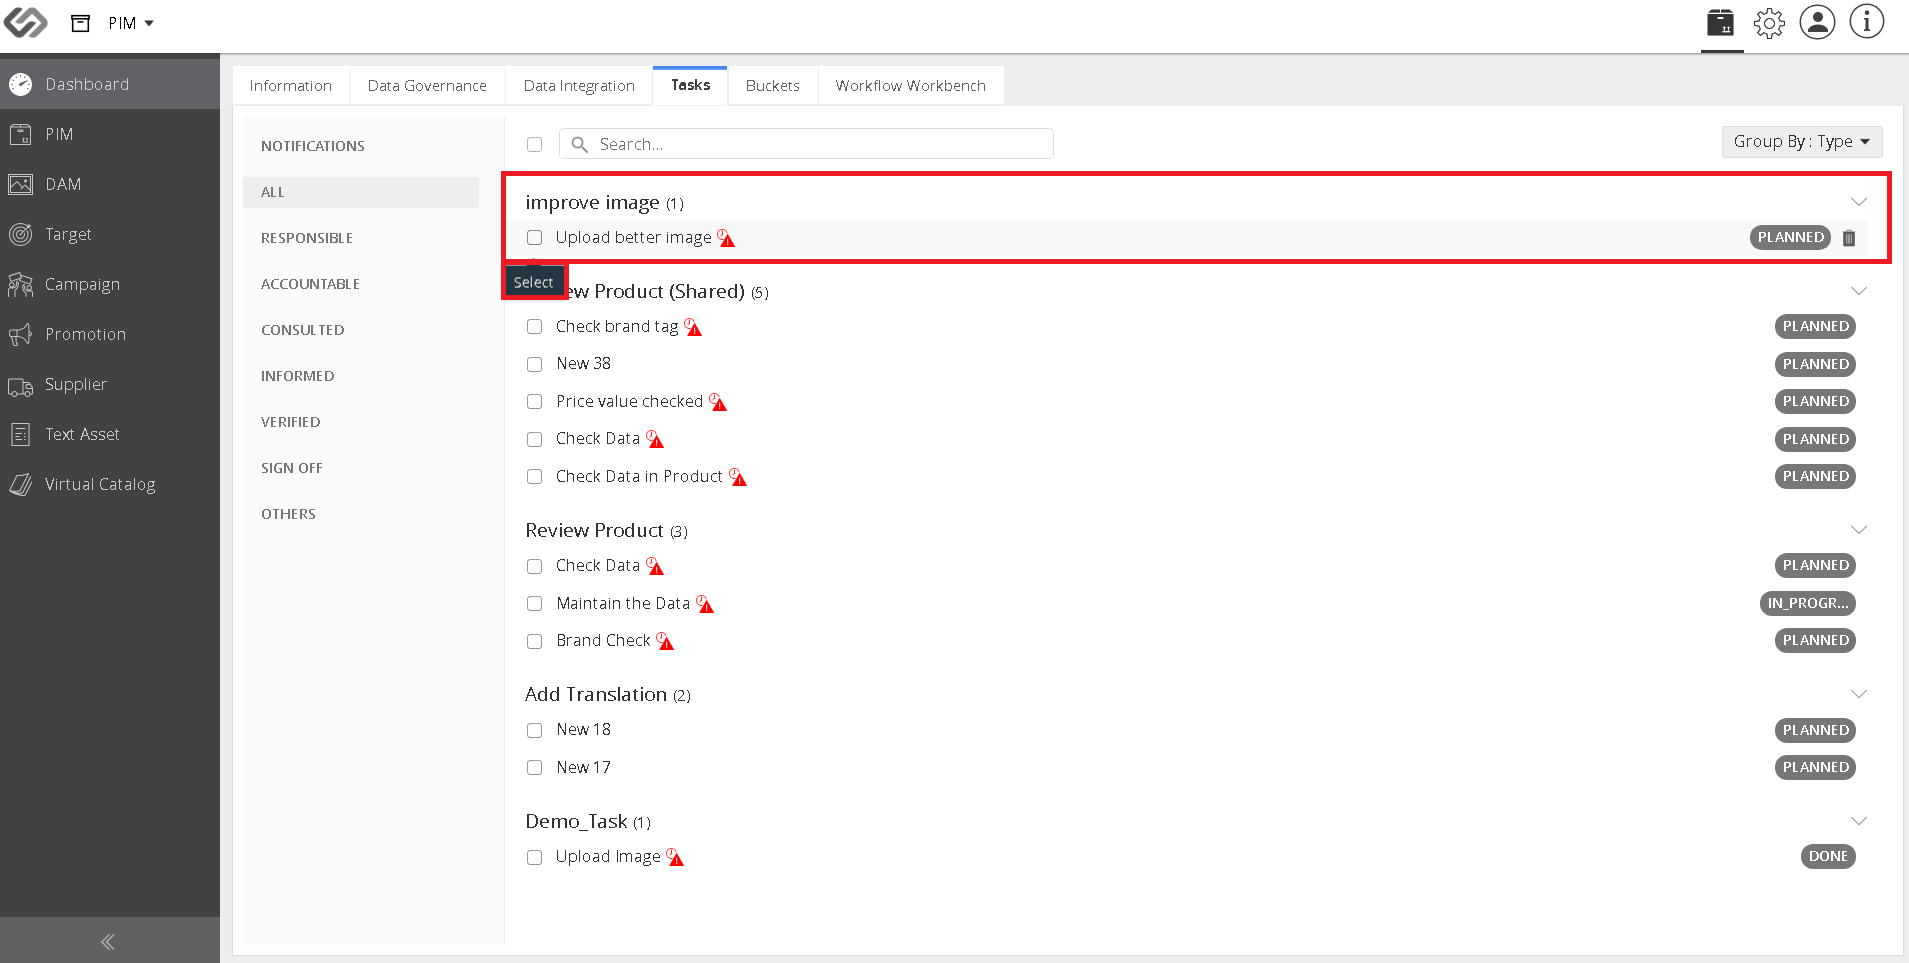 PIM
Dashboard
PIM
DAM
Target
Campaign
Promotion
Supplier
Text Asset
Virtual Catalog
Information
Data Governance
Data Integration
Tasks
Buckets
Workflow Workbench
NOTIFICATIONS
ALL
RESPONSIBLE
ACCOUNTABLE
CONSULTED
INFORMED
VERIFIED
SIGN OFF
OTHERS
Search...
Group By : Type
improve image (1)
Upload better image
PLANNED
Select
ew Product (Shared) (5)
Check brand tag
PLANNED
New 38
PLANNED
Price value checked
PLANNED
Check Data
PLANNED
Check Data in Product
PLANNED
Review Product (3)
Check Data
PLANNED
Maintain the Data
IN_PROGR...
Brand Check
PLANNED
Add Translation (2)
New 18
PLANNED
New 17
PLANNED
Demo_Task (1)
Upload Image
DONE